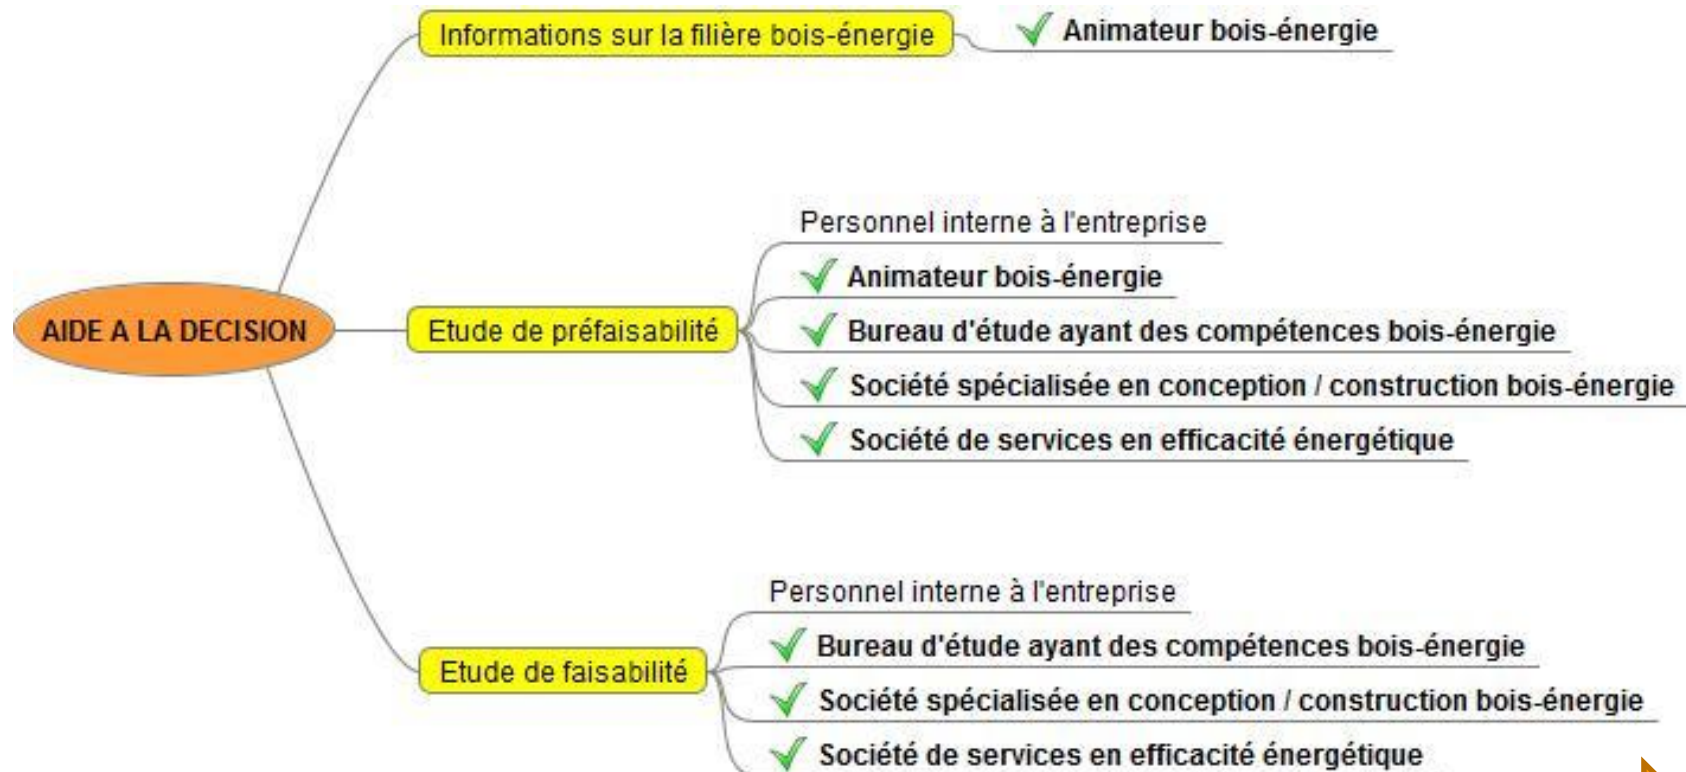 Informations sur la filière bois-énergie
Animateur bois-énergie
AIDE A LA DECISION
Etude de préfaisabilité
Personnel interne à l'entreprise
Animateur bois-énergie
Bureau d'étude ayant des compétences bois-énergie
Société spécialisée en conception / construction bois-énergie
Société de services en efficacité énergétique
Etude de faisabilité
Personnel interne à l'entreprise
Bureau d'étude ayant des compétences bois-énergie
Société spécialisée en conception / construction bois-énergie
Société de services en efficacité énergétique